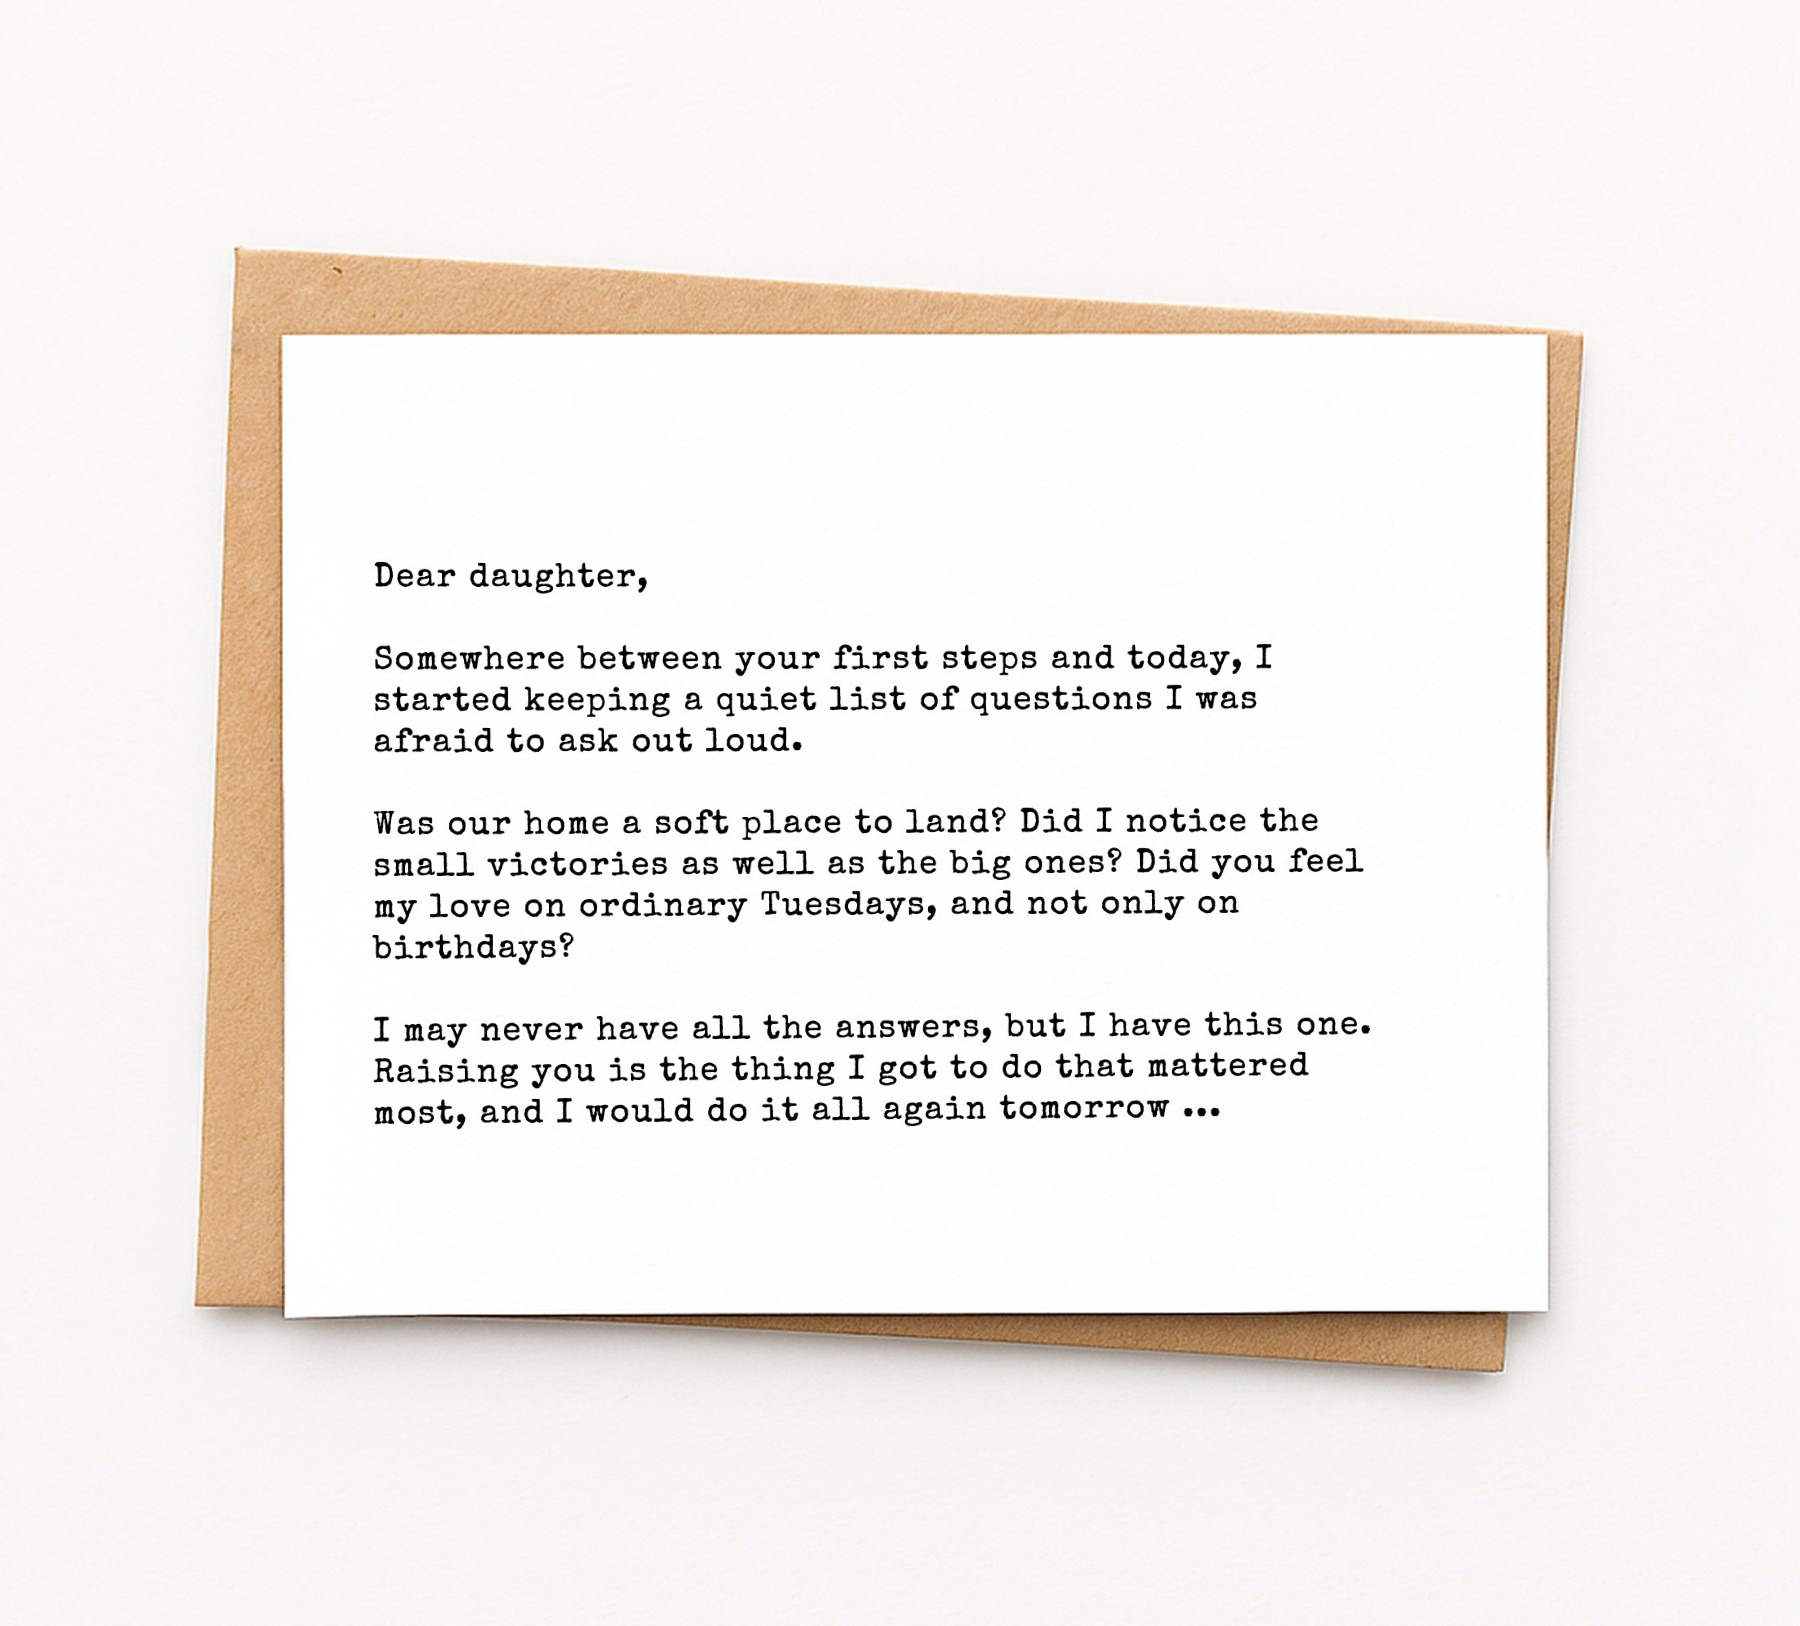 Dear daughter,
Somewhere between your first steps and today, I
started keeping a quiet list of questions I was
afraid to ask out loud.
Was our home a soft place to land? Did I notice the
small victories as well as the big ones? Did you feel
my love on ordinary Tuesdays, and not only on
birthdays?
I may never have all the answers, but I have this one.
Raising you is the thing I got to do that mattered
most, and I would do it all again tomorrow ...